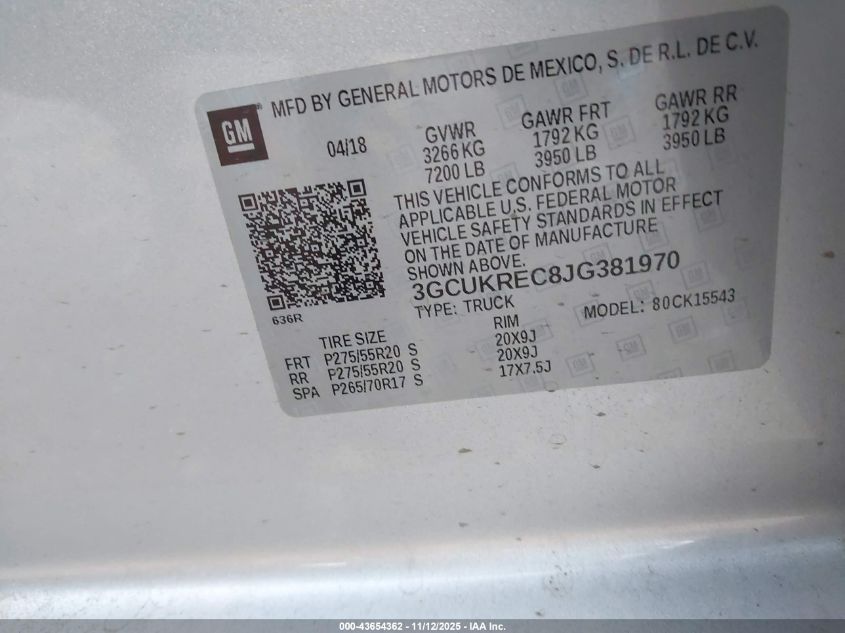 GM® MFD BY GENERAL MOTORS DE MEXICO, S. DE R.L. DE C.V.
04/18
GVWR GAWR FRT GAWR RR
3266 KG 1792 KG 1792 KG
7200 LB 3950 LB 3950 LB
THIS VEHICLE CONFORMS TO ALL
APPLICABLE U.S. FEDERAL MOTOR
VEHICLE SAFETY STANDARDS IN EFFECT
ON THE DATE OF MANUFACTURE
SHOWN ABOVE.
3GCUKREC8JG381970
TYPE: TRUCK MODEL: 80CK15543
636R
TIRE SIZE RIM
FRT P275/55R20 S 20X9J
RR P275/55R20 S 20X9J
SPA P265/70R17 S 17X7.5J
000-43654362 - 11/12/2025 - IAA Inc.